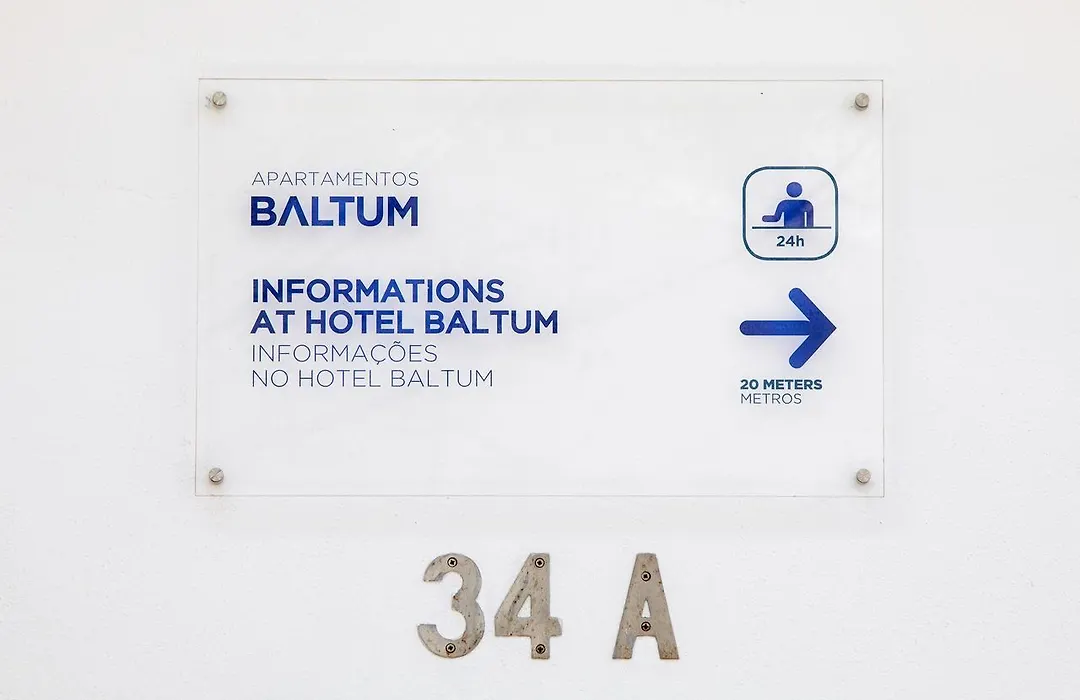 APARTAMENTOS
BALTUM
INFORMATIONS
AT HOTEL BALTUM
INFORMAÇÕES
NO HOTEL BALTUM
24h
20 METERS
METROS
34 A